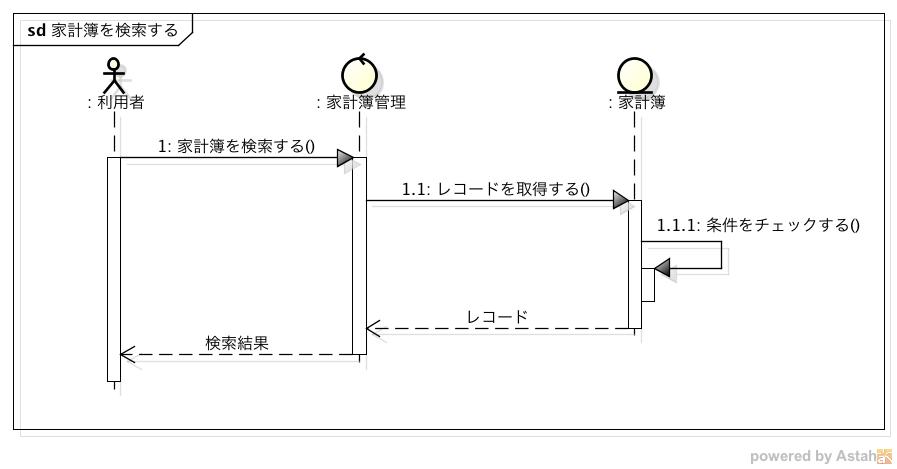 sd 家計簿を検索する
: 利用者
: 家計簿管理
: 家計簿
1: 家計簿を検索する()
1.1: レコードを取得する()
1.1.1: 条件をチェックする()
レコード
検索結果
powered by Astah